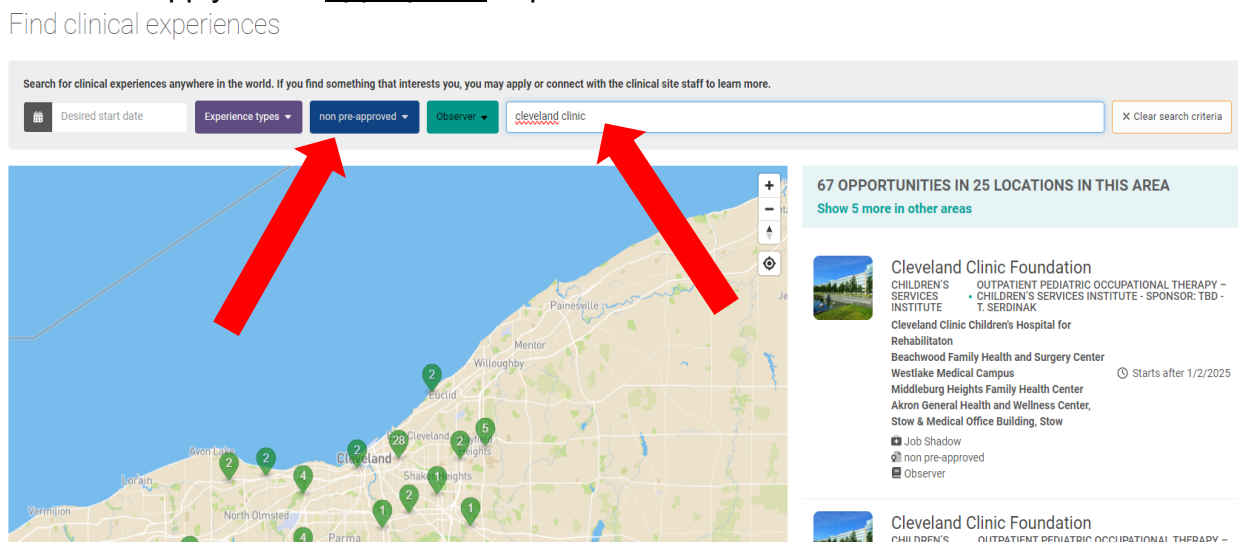 Find clinical experiences
Search for clinical experiences anywhere in the world. If you find something that interests you, you may apply or connect with the clinical site staff to learn more.
Desired start date
Experience types
non pre-approved
Observer
cleveland clinic
× Clear search criteria
67 OPPORTUNITIES IN 25 LOCATIONS IN THIS AREA
Show 5 more in other areas
Cleveland Clinic Foundation
CHILDREN'S SERVICES INSTITUTE • OUTPATIENT PEDIATRIC OCCUPATIONAL THERAPY –
CHILDREN'S SERVICES INSTITUTE - SPONSOR: TBD -
T. SERDINAK
Cleveland Clinic Children's Hospital for
Rehabilitaton
Beachwood Family Health and Surgery Center
Westlake Medical Campus
Starts after 1/2/2025
Middleburg Heights Family Health Center
Akron General Health and Wellness Center,
Stow & Medical Office Building, Stow
Job Shadow
non pre-approved
Observer
Cleveland Clinic Foundation
CHILDREN'S OUTPATIENT PEDIATRIC OCCUPATIONAL THERAPY –
+
−
Painesville
Mentor
Willoughby
2
Euclid
5
28
Cleveland
2
Heights
Avon Lake
2
2
2
Cleveland
Lorain
4
Shaker Heights
1
2
Vermilion
North Olmsted
1
1
4
Parma